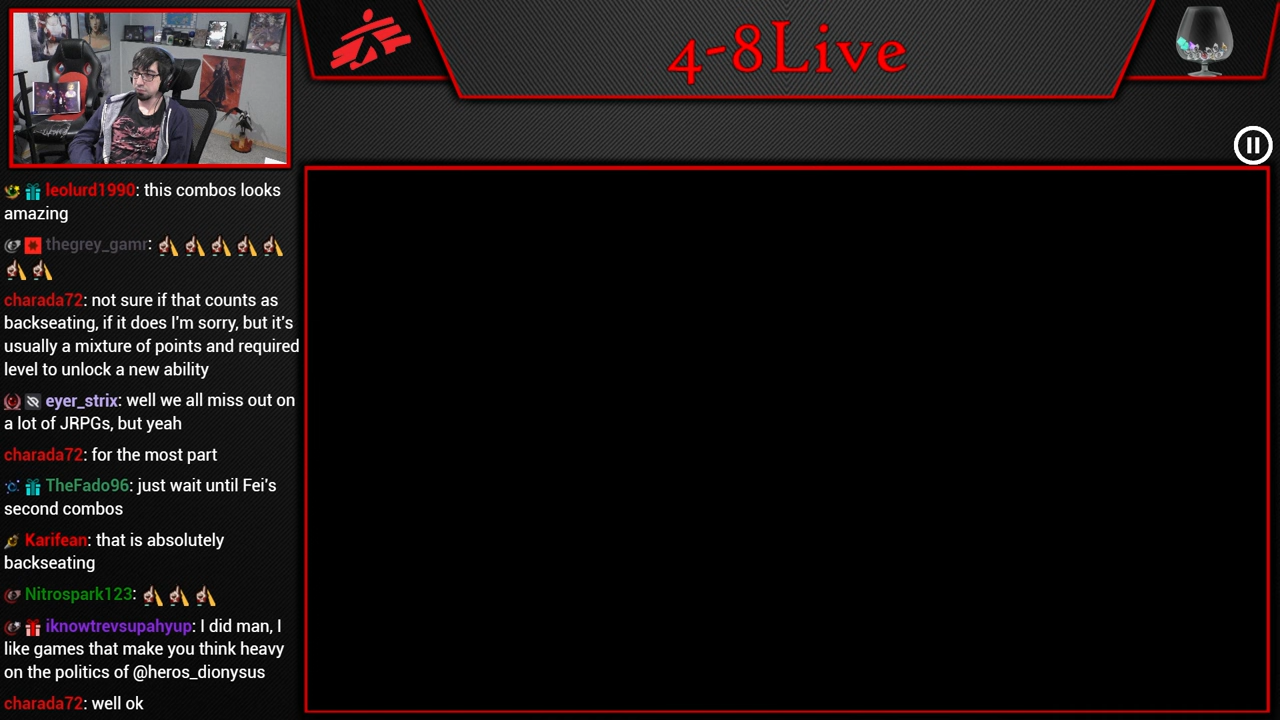 4-8Live
leolurd1990: this combos looks
amazing
thegrey_gamr:
charada72: not sure if that counts as
backseating, if it does I'm sorry, but it's
usually a mixture of points and required
level to unlock a new ability
eyer_strix: well we all miss out on
a lot of JRPGs, but yeah
charada72: for the most part
TheFado96: just wait until Fei's
second combos
Karifean: that is absolutely
backseating
Nitrospark123:
iknowtrevsupahyup: I did man, I
like games that make you think heavy
on the politics of @heros_dionysus
charada72: well ok